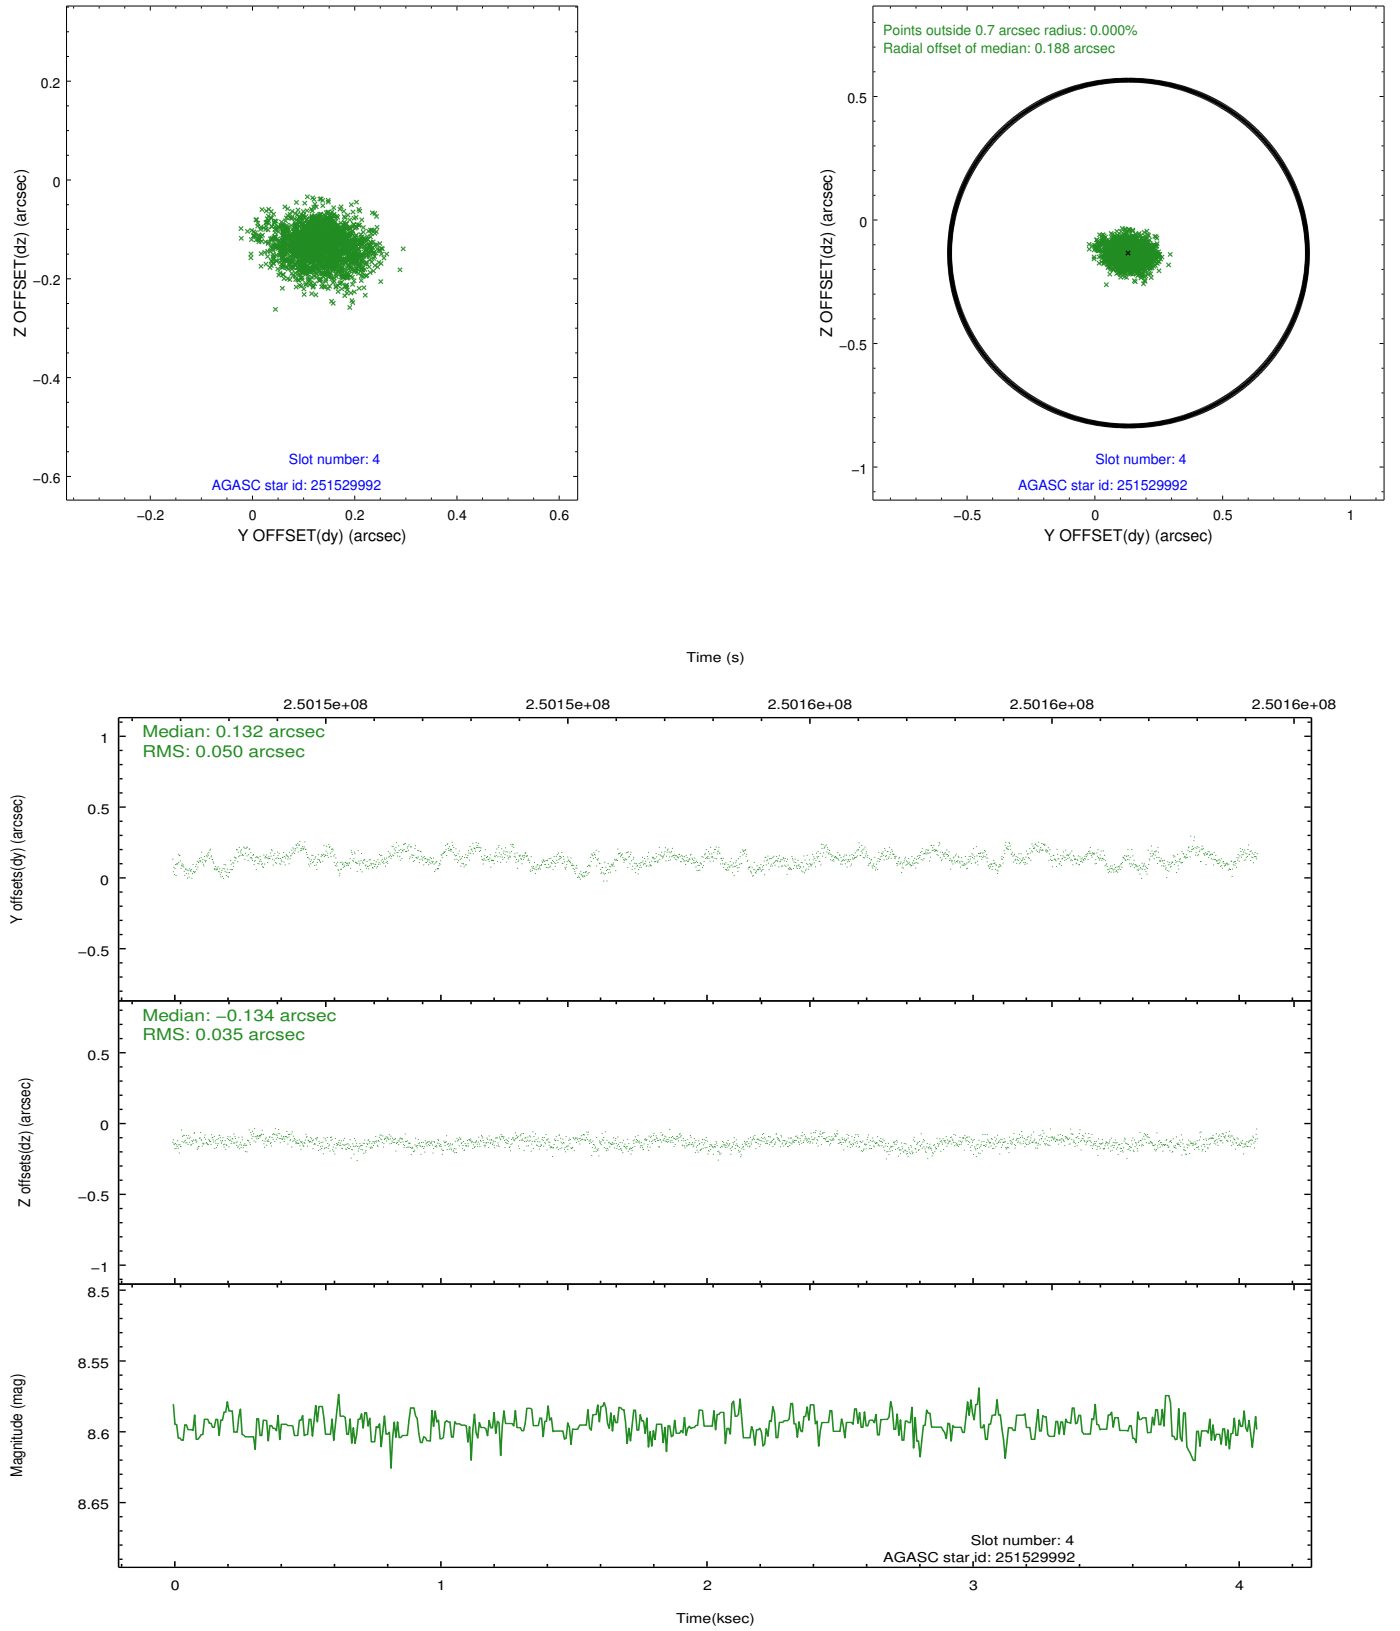 0.2
0
−0.2
−0.4
−0.6
Z OFFSET(dz) (arcsec)
Slot number: 4
AGASC star id: 251529992
−0.2 0 0.2 0.4 0.6
Y OFFSET(dy) (arcsec)
Points outside 0.7 arcsec radius: 0.000%
Radial offset of median: 0.188 arcsec
0.5
0
−0.5
−1
Z OFFSET(dz) (arcsec)
Slot number: 4
AGASC star id: 251529992
−0.5 0 0.5 1
Y OFFSET(dy) (arcsec)
Time (s)
2.5015e+08 2.5015e+08 2.5016e+08 2.5016e+08 2.5016e+08
Median: 0.132 arcsec
RMS: 0.050 arcsec
1
0.5
0
−0.5
Y offsets(dy) (arcsec)
Median: −0.134 arcsec
RMS: 0.035 arcsec
0.5
0
−0.5
−1
Z offsets(dz) (arcsec)
8.5
8.55
8.6
8.65
Magnitude (mag)
Slot number: 4
AGASC star id: 251529992
0 1 2 3 4
Time(ksec)